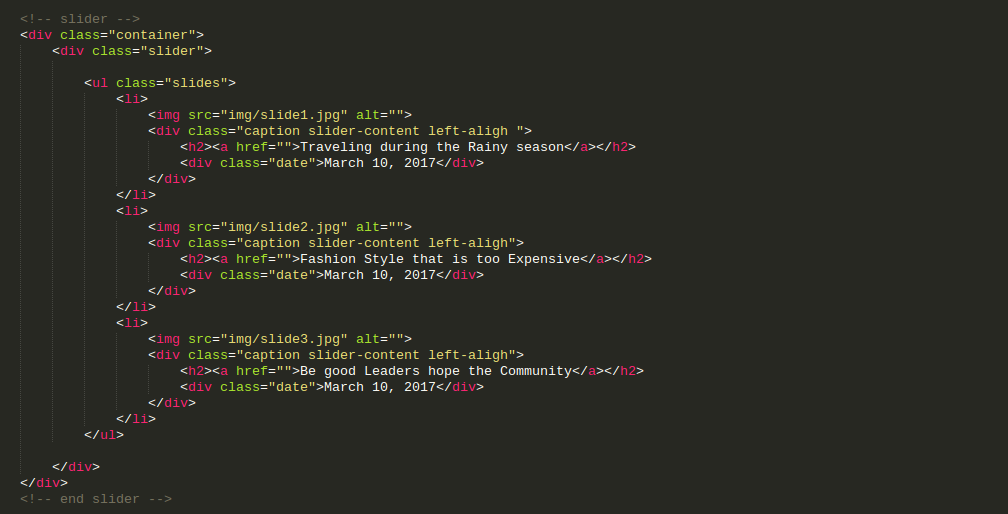 <!-- slider -->
<div class="container">
    <div class="slider">

        <ul class="slides">
            <li>
                <img src="img/slide1.jpg" alt="">
                <div class="caption slider-content left-aligh ">
                    <h2><a href="">Traveling during the Rainy season</a></h2>
                    <div class="date">March 10, 2017</div>
                </div>
            </li>
            <li>
                <img src="img/slide2.jpg" alt="">
                <div class="caption slider-content left-aligh">
                    <h2><a href="">Fashion Style that is too Expensive</a></h2>
                    <div class="date">March 10, 2017</div>
                </div>
            </li>
            <li>
                <img src="img/slide3.jpg" alt="">
                <div class="caption slider-content left-aligh">
                    <h2><a href="">Be good Leaders hope the Community</a></h2>
                    <div class="date">March 10, 2017</div>
                </div>
            </li>
        </ul>

    </div>
</div>
<!-- end slider -->